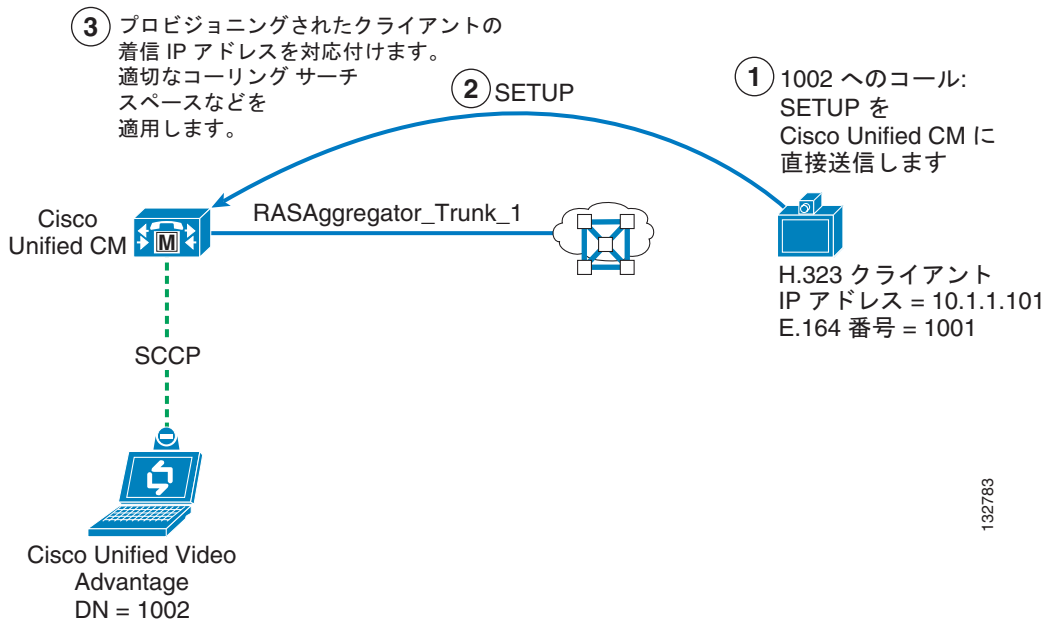 3 プロビジョニングされたクライアントの
着信 IP アドレスを対応付けます。
適切なコーリング サーチ
スペースなどを
適用します。
2 SETUP
1 1002 へのコール:
SETUP を
Cisco Unified CM に
直接送信します
Cisco
Unified CM
M
RASAggregator_Trunk_1
H.323 クライアント
IP アドレス = 10.1.1.101
E.164 番号 = 1001
SCCP
Cisco Unified Video
Advantage
DN = 1002
132783